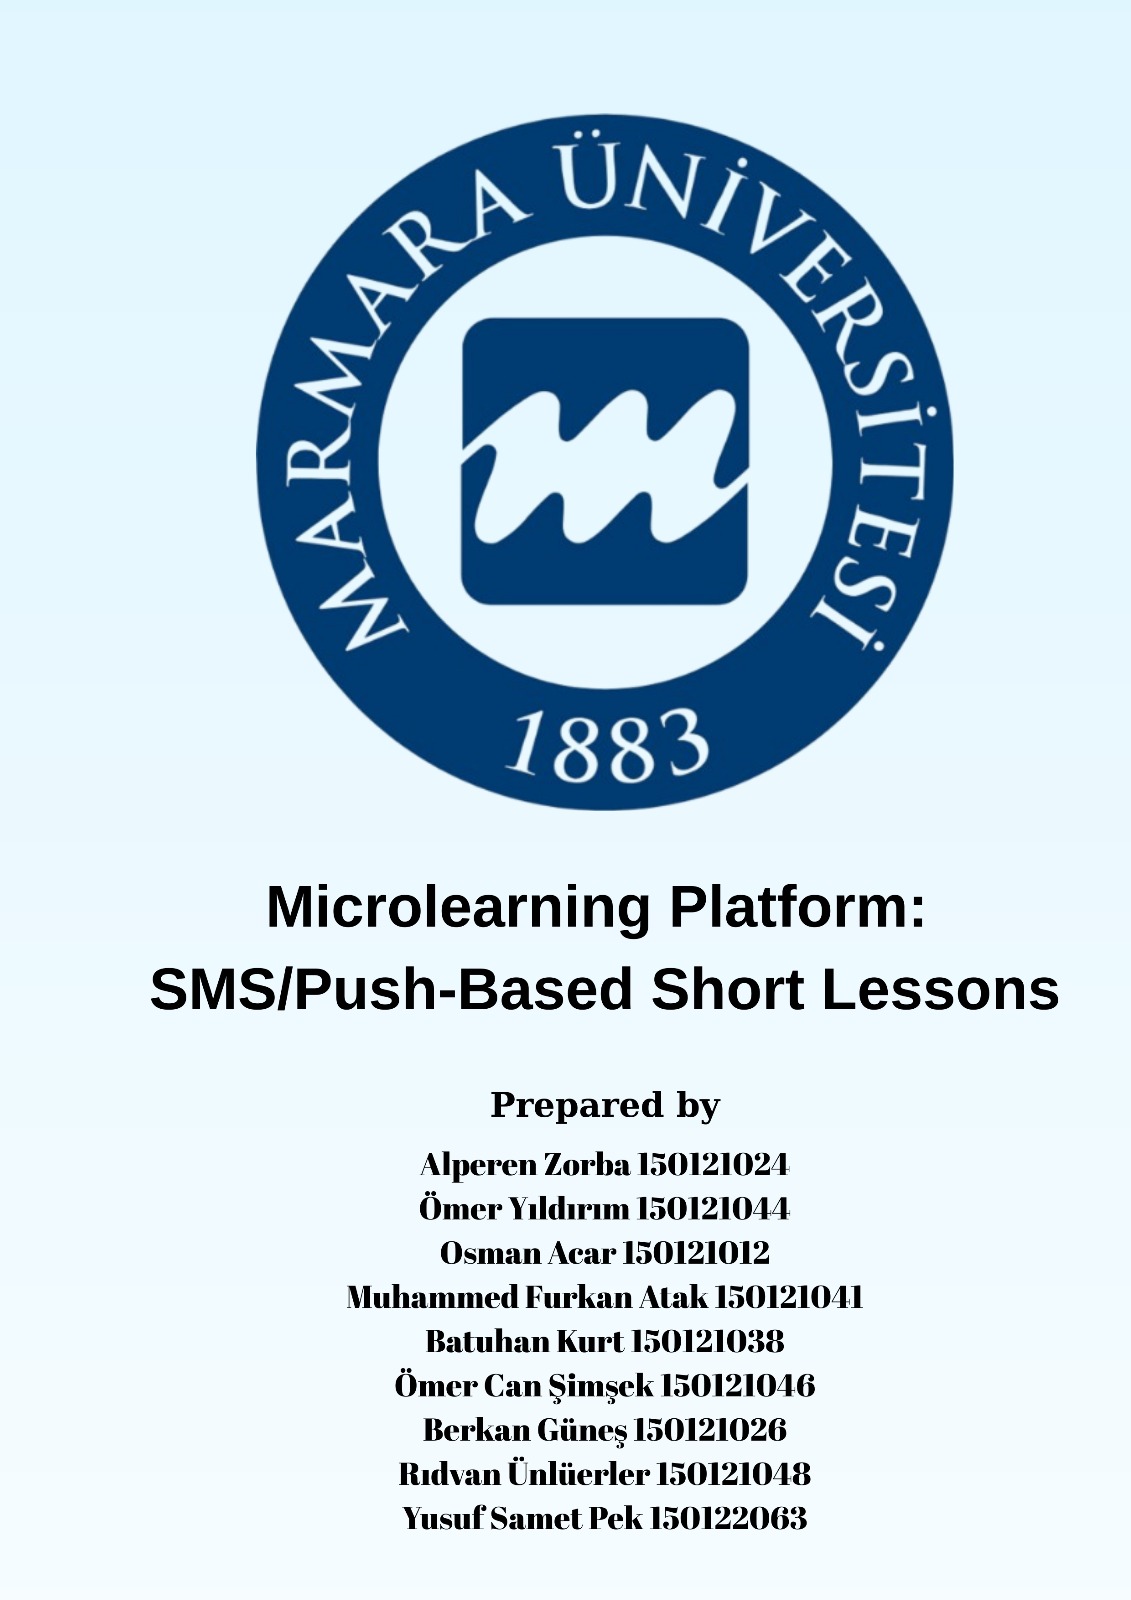 MARMARA ÜNİVERSİTESİ
1883
Microlearning Platform:
SMS/Push-Based Short Lessons
Prepared by
Alperen Zorba 150121024
Ömer Yıldırım 150121044
Osman Acar 150121012
Muhammed Furkan Atak 150121041
Batuhan Kurt 150121038
Ömer Can Şimşek 150121046
Berkan Güneş 150121026
Rıdvan Ünlüerler 150121048
Yusuf Samet Pek 150122063